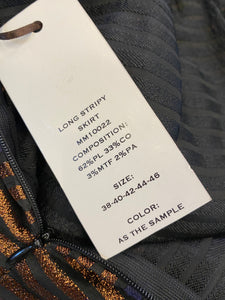 LONG STRIPY
SKIRT
MM10022
COMPOSITION:
62%PL 33%CO
3%MTF 2%PA
SIZE:
38-40-42-44-46
COLOR:
AS THE SAMPLE